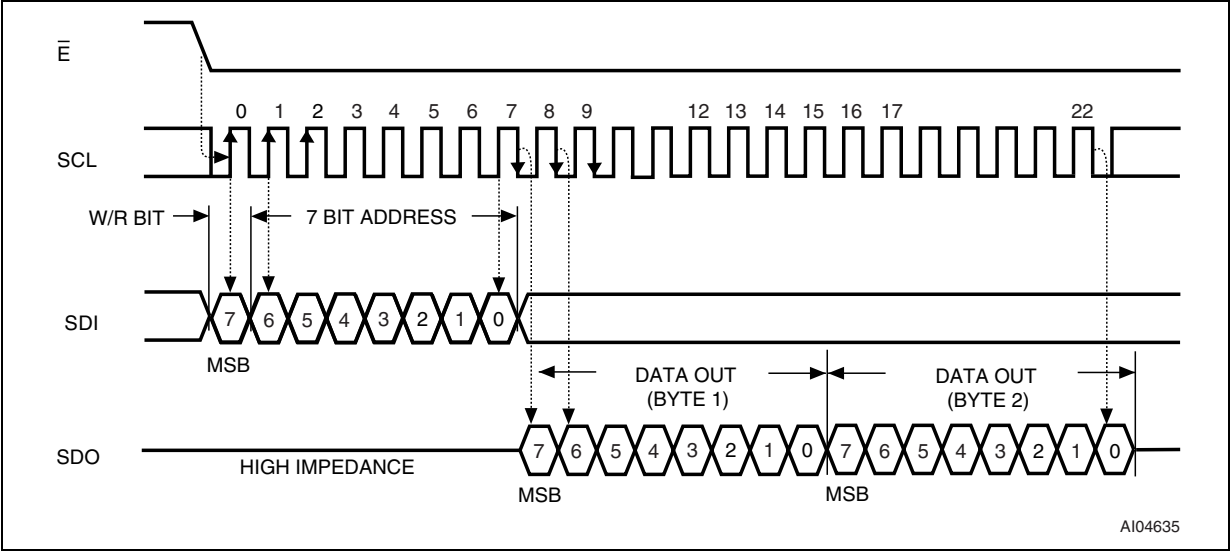 E̅
0 1 2 3 4 5 6 7 8 9 12 13 14 15 16 17 22
SCL
W/R BIT 7 BIT ADDRESS
SDI 7 6 5 4 3 2 1 0
MSB
DATA OUT (BYTE 1)
DATA OUT (BYTE 2)
SDO HIGH IMPEDANCE 7 6 5 4 3 2 1 0 7 6 5 4 3 2 1 0
MSB MSB
AI04635